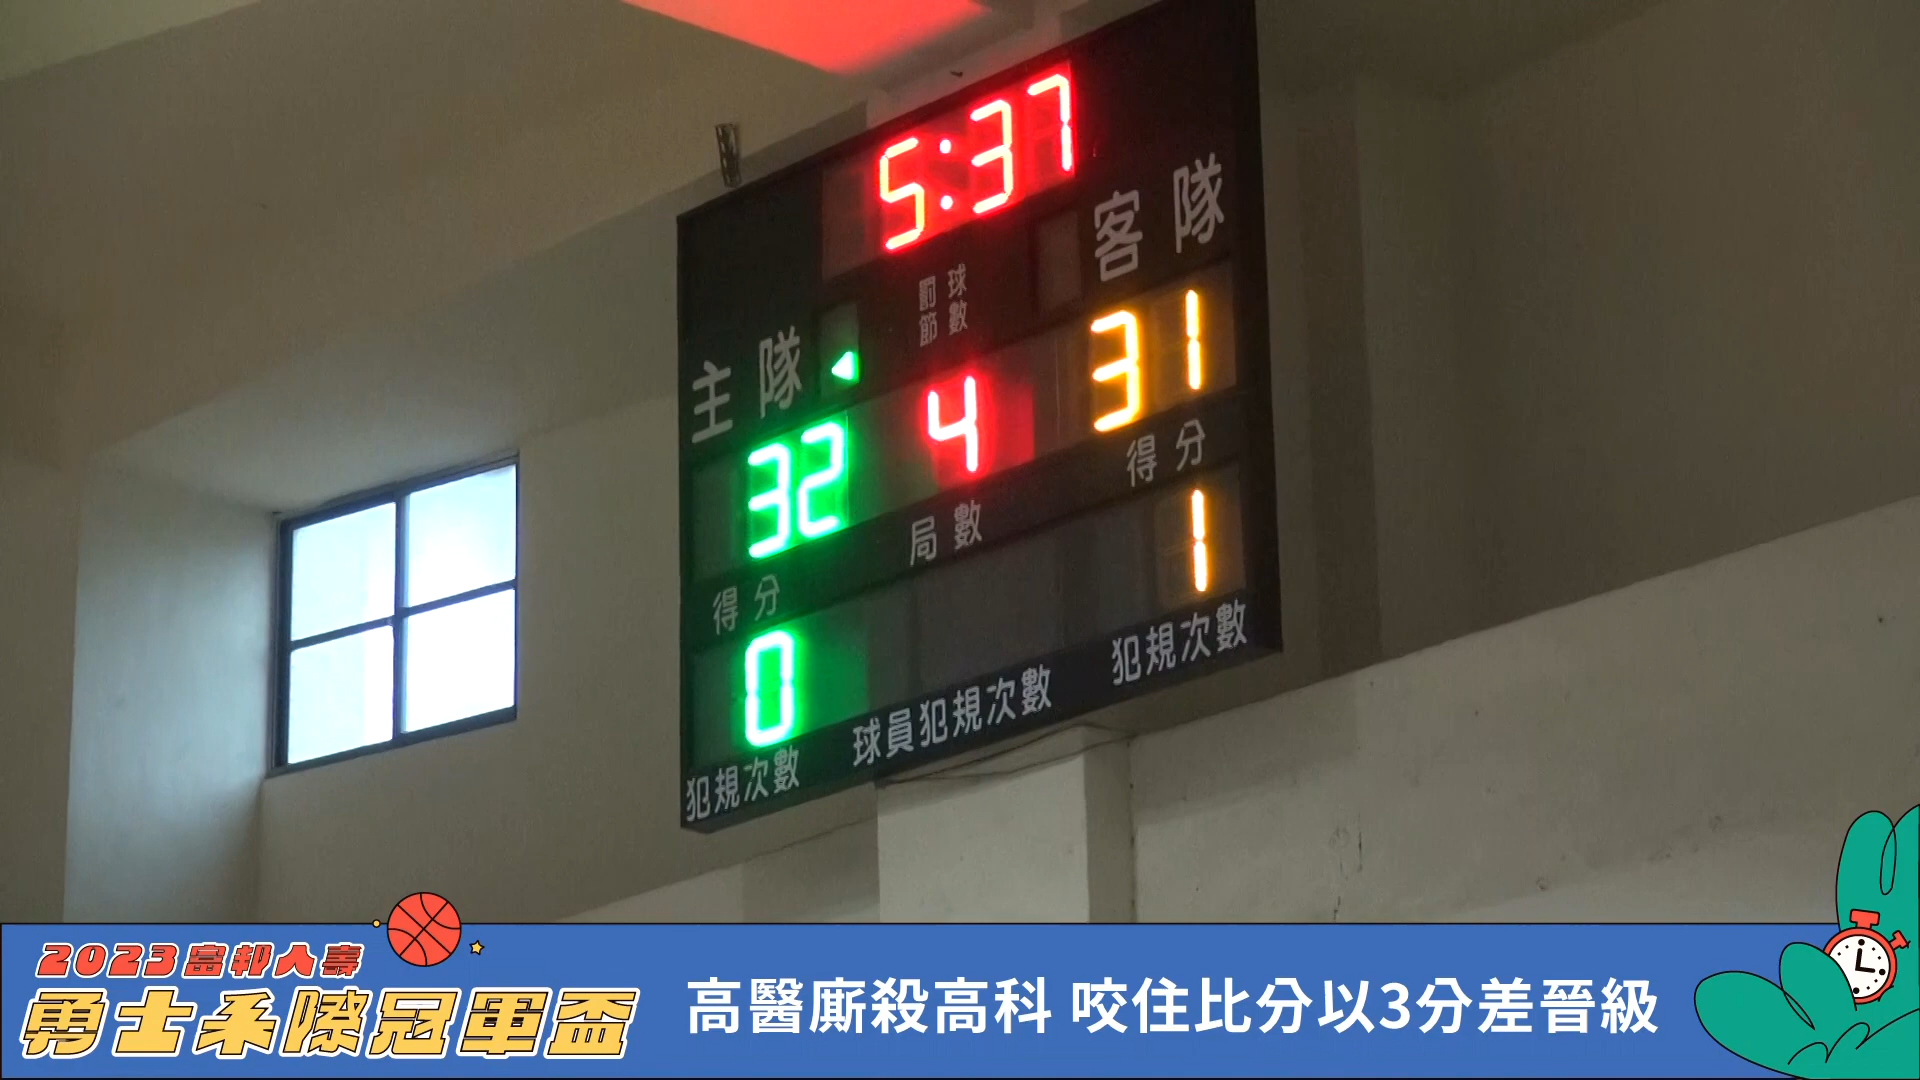 5:37
客隊
罰球
節數
主隊
32
4
31
得分
局數
得分
0
1
犯規次數
球員犯規次數
犯規次數
2023富邦人壽
勇士系際冠軍盃
高醫廝殺高科 咬住比分以3分差晉級